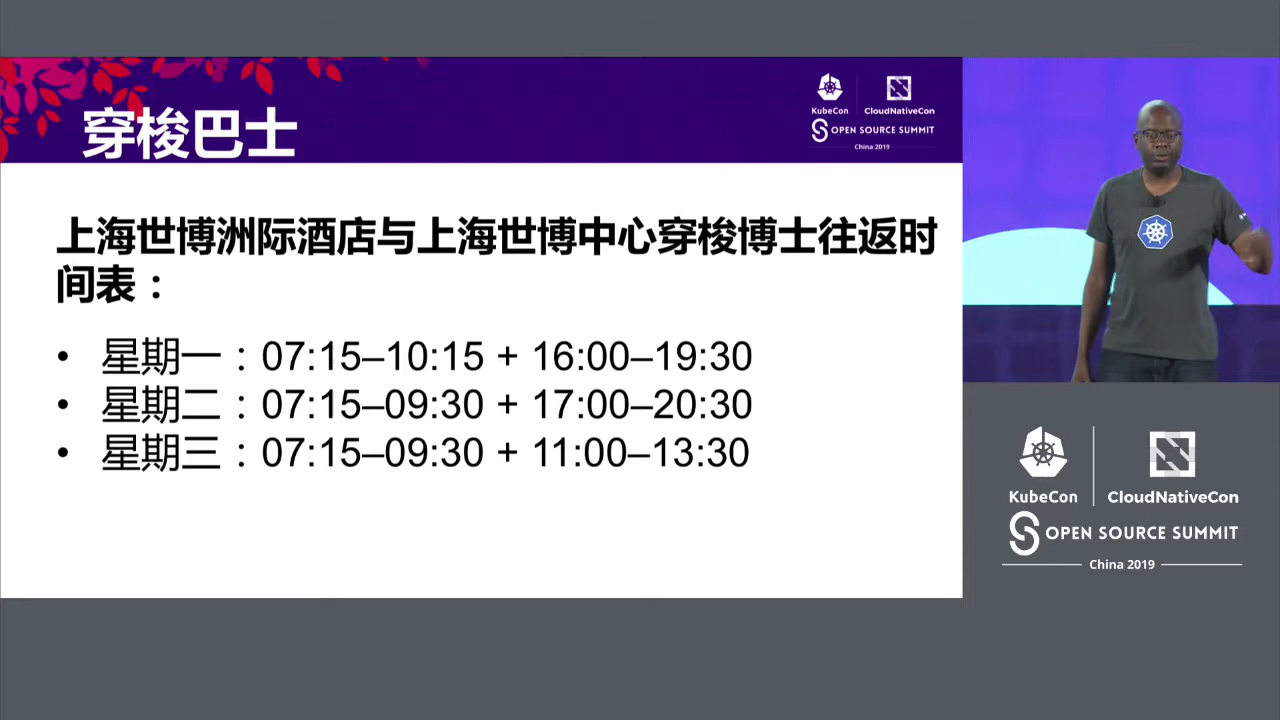 穿梭巴士
KubeCon
CloudNativeCon
OPEN SOURCE SUMMIT
China 2019
上海世博洲际酒店与上海世博中心穿梭博士往返时
间表：
• 星期一：07:15–10:15 + 16:00–19:30
• 星期二：07:15–09:30 + 17:00–20:30
• 星期三：07:15–09:30 + 11:00–13:30
KubeCon
CloudNativeCon
OPEN SOURCE SUMMIT
China 2019